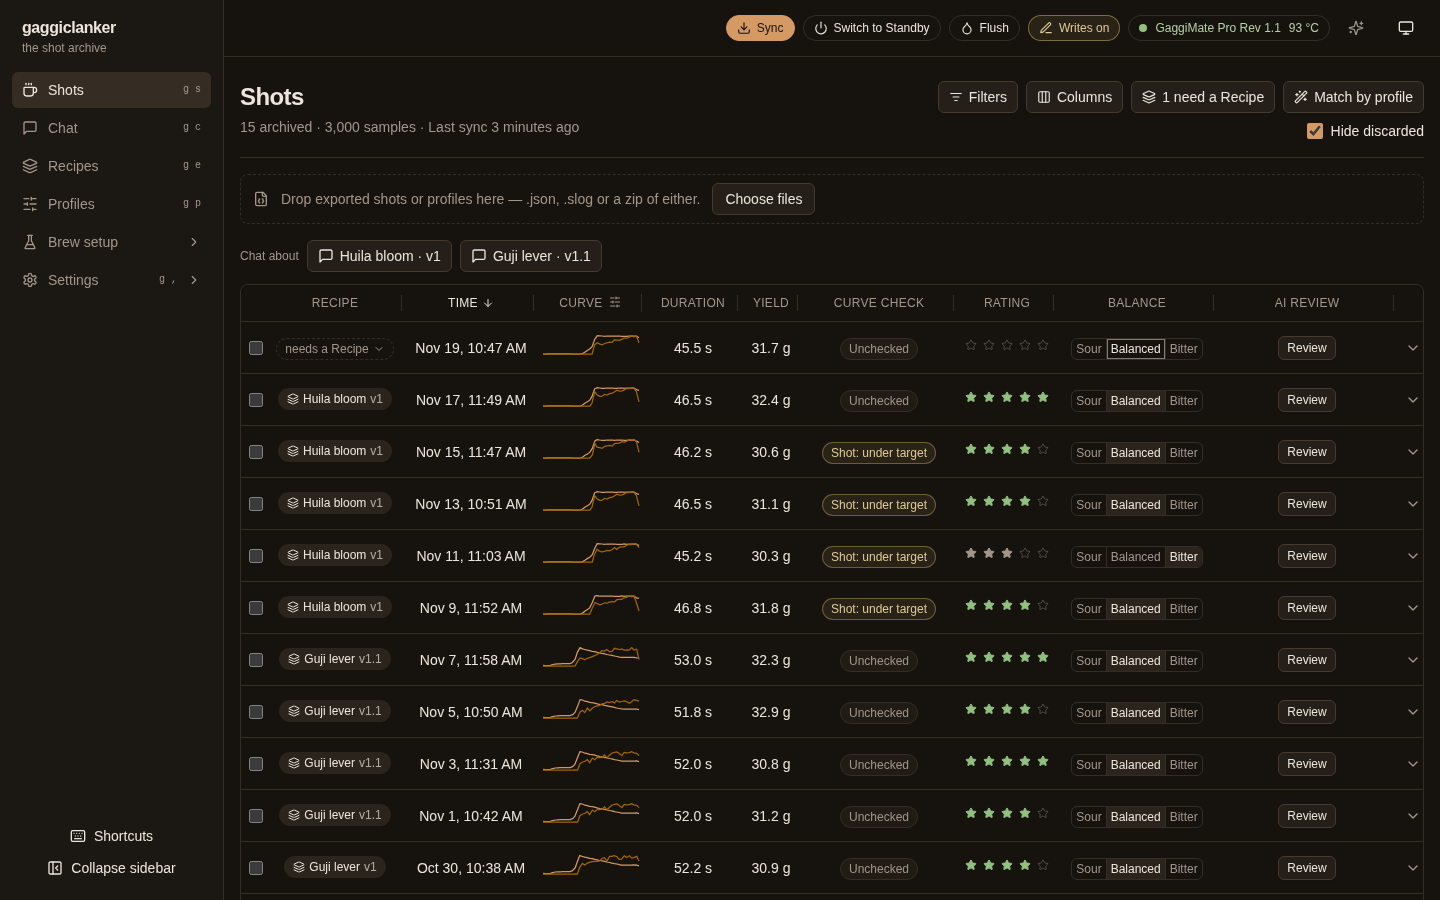 gaggiclanker
the shot archive
Shots g s
Chat g c
Recipes g e
Profiles g p
Brew setup
Settings g ,
Shortcuts
Collapse sidebar
Sync Switch to Standby Flush Writes on GaggiMate Pro Rev 1.1 93 °C
Shots
15 archived · 3,000 samples · Last sync 3 minutes ago
Filters Columns 1 need a Recipe Match by profile
Hide discarded
Drop exported shots or profiles here — .json, .slog or a zip of either. Choose files
Chat about Huila bloom · v1 Guji lever · v1.1
RECIPE TIME CURVE DURATION YIELD CURVE CHECK RATING BALANCE AI REVIEW
needs a Recipe Nov 19, 10:47 AM 45.5 s 31.7 g Unchecked Sour Balanced Bitter Review
Huila bloom v1 Nov 17, 11:49 AM 46.5 s 32.4 g Unchecked Sour Balanced Bitter Review
Huila bloom v1 Nov 15, 11:47 AM 46.2 s 30.6 g Shot: under target Sour Balanced Bitter Review
Huila bloom v1 Nov 13, 10:51 AM 46.5 s 31.1 g Shot: under target Sour Balanced Bitter Review
Huila bloom v1 Nov 11, 11:03 AM 45.2 s 30.3 g Shot: under target Sour Balanced Bitter Review
Huila bloom v1 Nov 9, 11:52 AM 46.8 s 31.8 g Shot: under target Sour Balanced Bitter Review
Guji lever v1.1 Nov 7, 11:58 AM 53.0 s 32.3 g Unchecked Sour Balanced Bitter Review
Guji lever v1.1 Nov 5, 10:50 AM 51.8 s 32.9 g Unchecked Sour Balanced Bitter Review
Guji lever v1.1 Nov 3, 11:31 AM 52.0 s 30.8 g Unchecked Sour Balanced Bitter Review
Guji lever v1.1 Nov 1, 10:42 AM 52.0 s 31.2 g Unchecked Sour Balanced Bitter Review
Guji lever v1 Oct 30, 10:38 AM 52.2 s 30.9 g Unchecked Sour Balanced Bitter Review